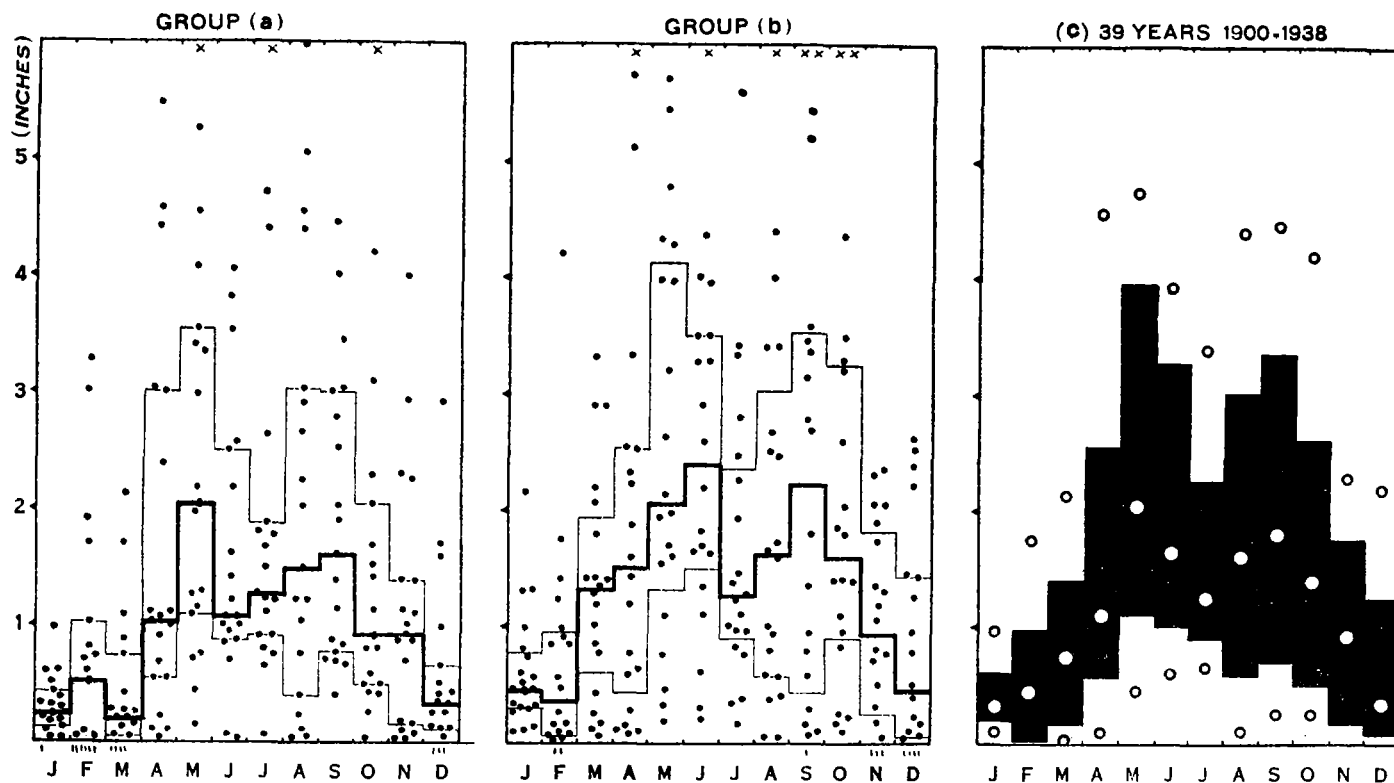 GROUP (a)
GROUP (b)
(C) 39 YEARS 1900-1938
(INCHES)
5
4
3
2
1
J F M A M J J A S O N D
J F M A M J J A S O N D
J F M A M J J A S O N D